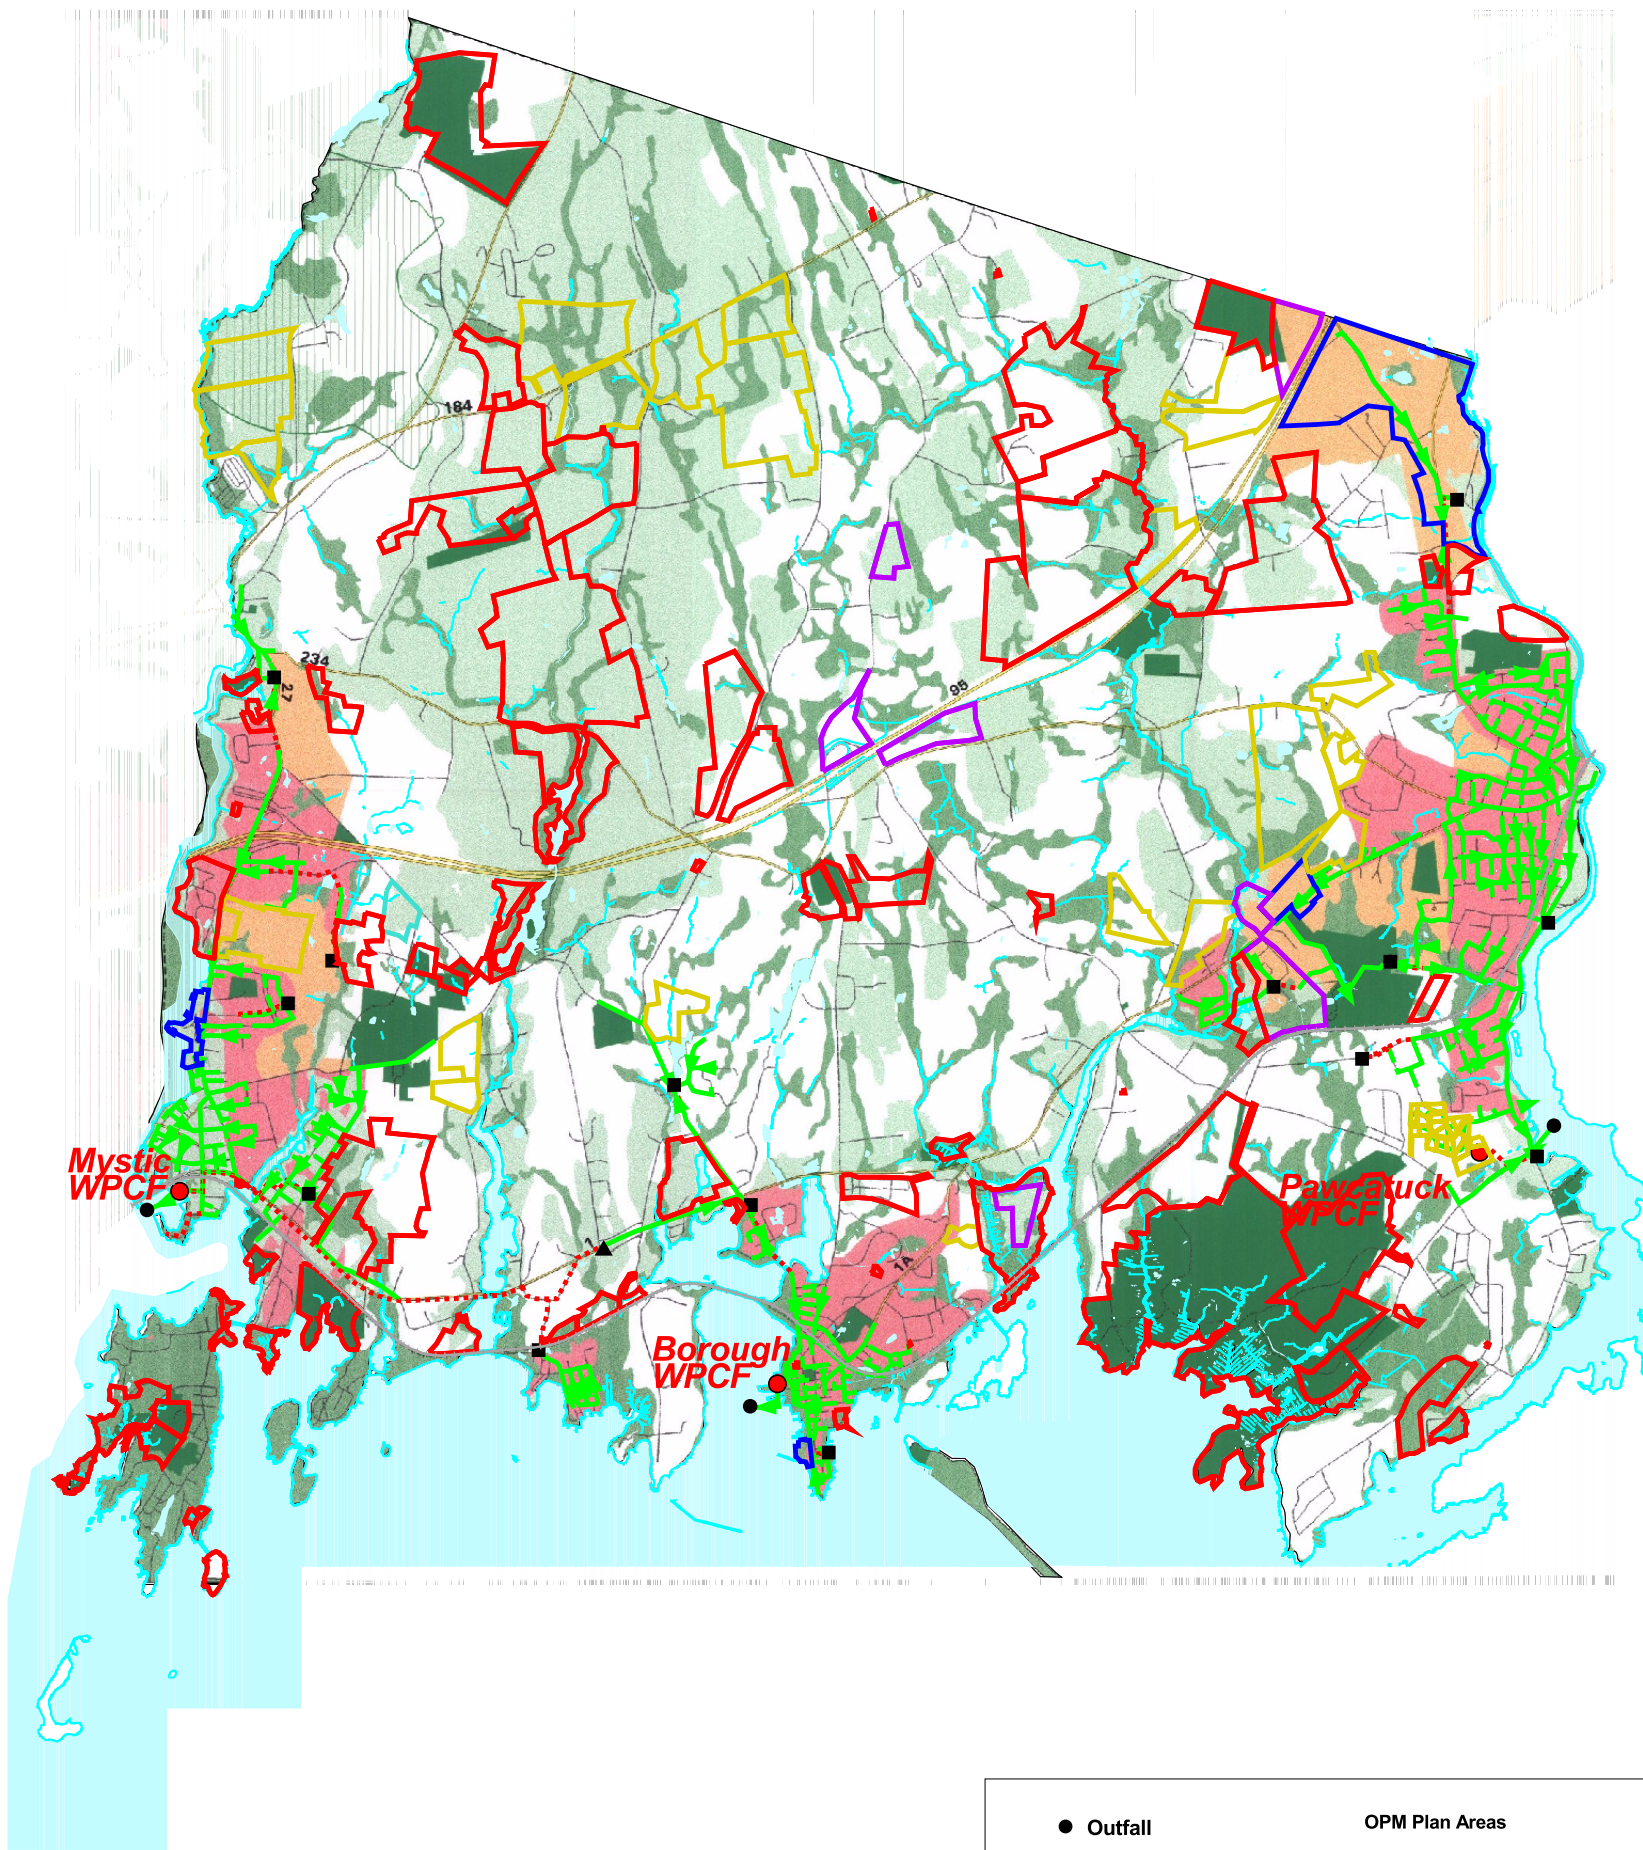 184
234
27
95
Mystic
WPCF
Pawcatuck
WPCF
1
1A
Borough
WPCF
Outfall
OPM Plan Areas